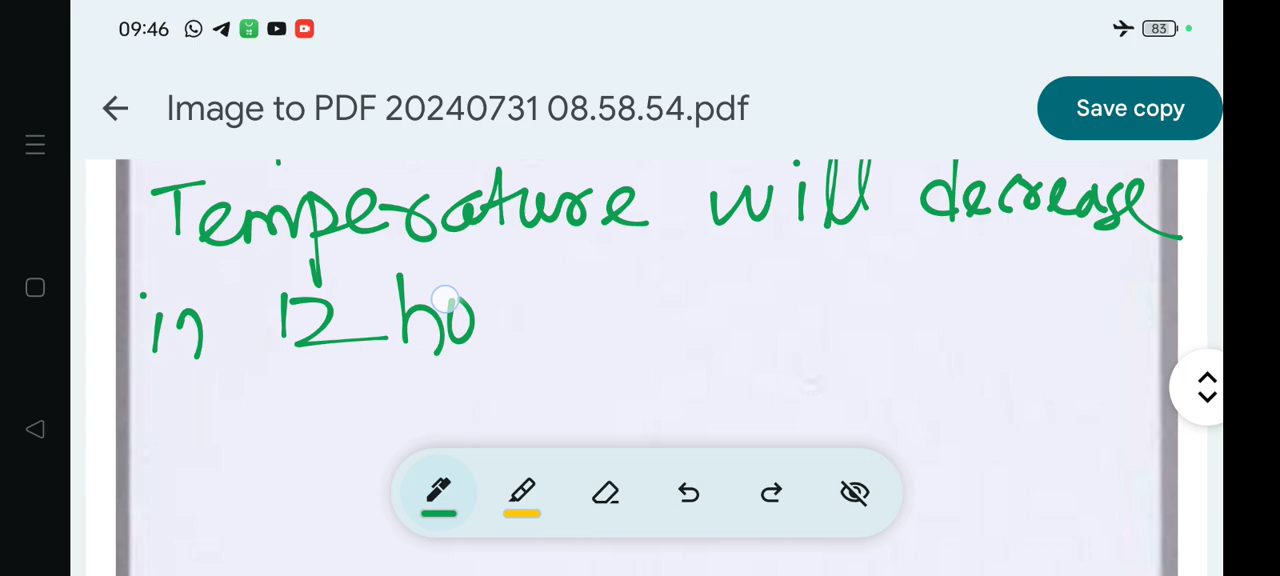 09:46 83
Image to PDF 20240731 08.58.54.pdf
Save copy
Temperature will decrease
in 12 ho